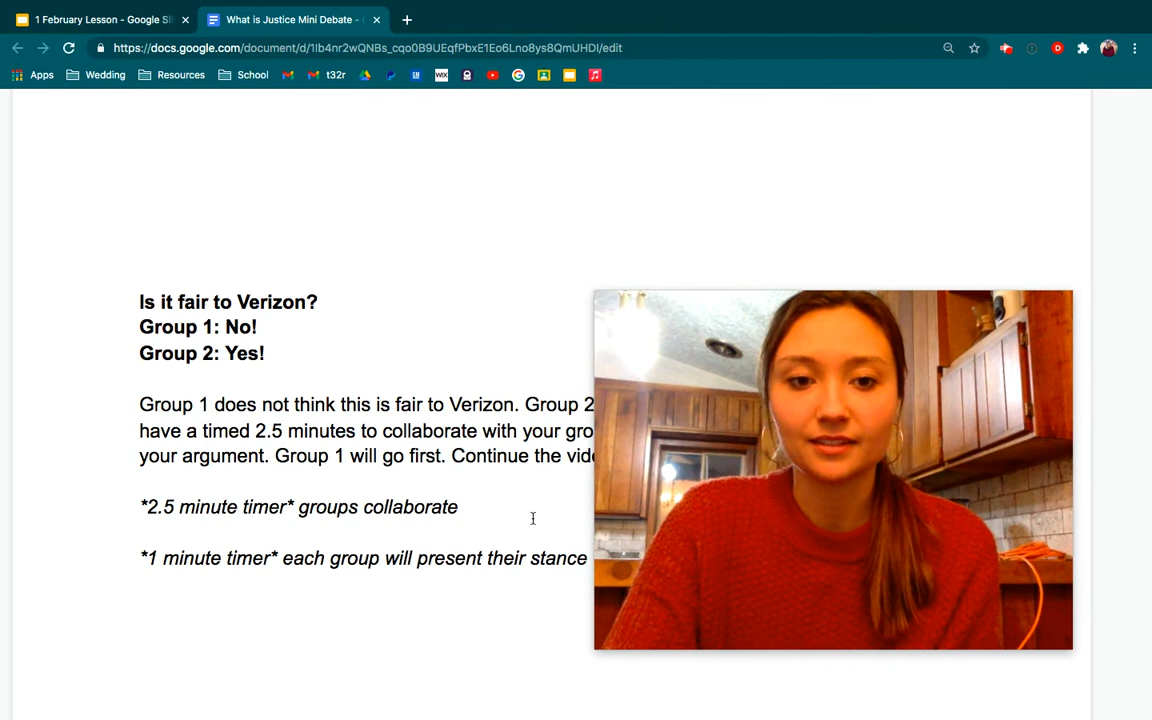 1 February Lesson - Google Sli
What is Justice Mini Debate -
https://docs.google.com/document/d/1lb4nr2wQNBs_cqo0B9UEqfPbxE1Eo6Lno8ys8QmUHDI/edit
Apps Wedding Resources School t32r WIX
Is it fair to Verizon?
Group 1: No!
Group 2: Yes!
Group 1 does not think this is fair to Verizon. Group 2
have a timed 2.5 minutes to collaborate with your gro
your argument. Group 1 will go first. Continue the vide
*2.5 minute timer* groups collaborate
*1 minute timer* each group will present their stance